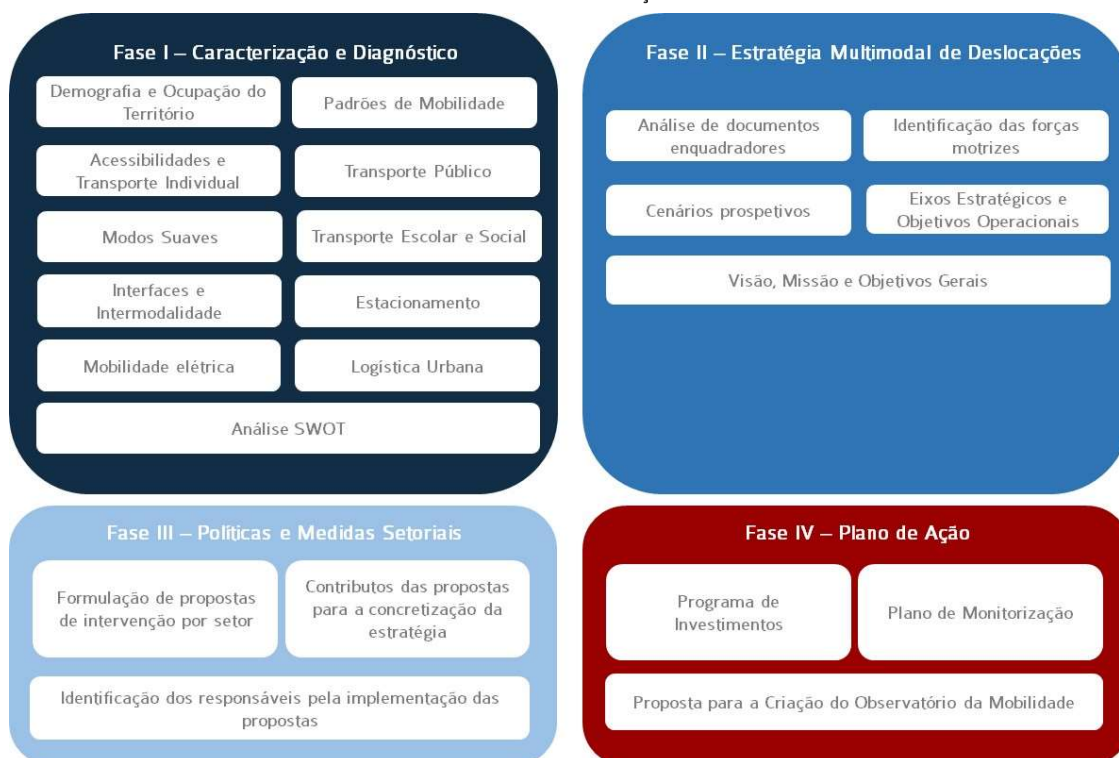 Fase I – Caracterização e Diagnóstico
Demografia e Ocupação do
Território
Padrões de Mobilidade
Acessibilidades e
Transporte Individual
Transporte Público
Modos Suaves
Transporte Escolar e Social
Interfaces e
Intermodalidade
Estacionamento
Mobilidade elétrica
Logística Urbana
Análise SWOT
Fase II – Estratégia Multimodal de Deslocações
Análise de documentos
enquadradores
Identificação das forças
motrizes
Cenários prospetivos
Eixos Estratégicos e
Objetivos Operacionais
Visão, Missão e Objetivos Gerais
Fase III – Políticas e Medidas Setoriais
Formulação de propostas
de intervenção por setor
Contributos das propostas
para a concretização da
estratégia
Identificação dos responsáveis pela implementação das
propostas
Fase IV – Plano de Ação
Programa de
Investimentos
Plano de Monitorização
Proposta para a Criação do Observatório da Mobilidade